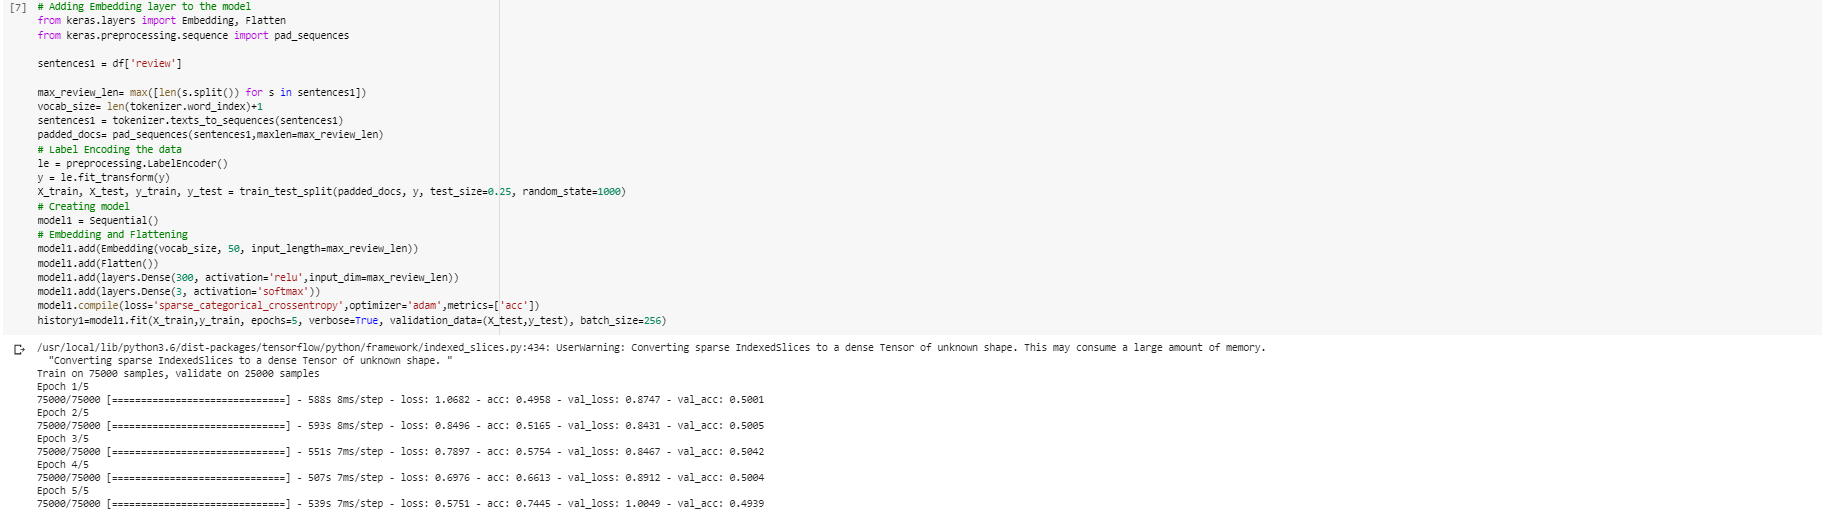 [7] # Adding Embedding layer to the model
from keras.layers import Embedding, Flatten
from keras.preprocessing.sequence import pad_sequences
sentences1 = df['review']
max_review_len= max([len(s.split()) for s in sentences1])
vocab_size= len(tokenizer.word_index)+1
sentences1 = tokenizer.texts_to_sequences(sentences1)
padded_docs= pad_sequences(sentences1,maxlen=max_review_len)
# Label Encoding the data
le = preprocessing.LabelEncoder()
y = le.fit_transform(y)
X_train, X_test, y_train, y_test = train_test_split(padded_docs, y, test_size=0.25, random_state=1000)
# Creating model
model1 = Sequential()
# Embedding and Flattening
model1.add(Embedding(vocab_size, 50, input_length=max_review_len))
model1.add(Flatten())
model1.add(layers.Dense(300, activation='relu',input_dim=max_review_len))
model1.add(layers.Dense(3, activation='softmax'))
model1.compile(loss='sparse_categorical_crossentropy',optimizer='adam',metrics=['acc'])
history1=model1.fit(X_train,y_train, epochs=5, verbose=True, validation_data=(X_test,y_test), batch_size=256)
/usr/local/lib/python3.6/dist-packages/tensorflow/python/framework/indexed_slices.py:434: UserWarning: Converting sparse IndexedSlices to a dense Tensor of unknown shape. This may consume a large amount of memory.
"Converting sparse IndexedSlices to a dense Tensor of unknown shape. "
Train on 75000 samples, validate on 25000 samples
Epoch 1/5
75000/75000 [==============================] - 588s 8ms/step - loss: 1.0682 - acc: 0.4958 - val_loss: 0.8747 - val_acc: 0.5001
Epoch 2/5
75000/75000 [==============================] - 593s 8ms/step - loss: 0.8496 - acc: 0.5165 - val_loss: 0.8431 - val_acc: 0.5005
Epoch 3/5
75000/75000 [==============================] - 551s 7ms/step - loss: 0.7897 - acc: 0.5754 - val_loss: 0.8467 - val_acc: 0.5042
Epoch 4/5
75000/75000 [==============================] - 507s 7ms/step - loss: 0.6976 - acc: 0.6613 - val_loss: 0.8912 - val_acc: 0.5004
Epoch 5/5
75000/75000 [==============================] - 539s 7ms/step - loss: 0.5751 - acc: 0.7445 - val_loss: 1.0049 - val_acc: 0.4939